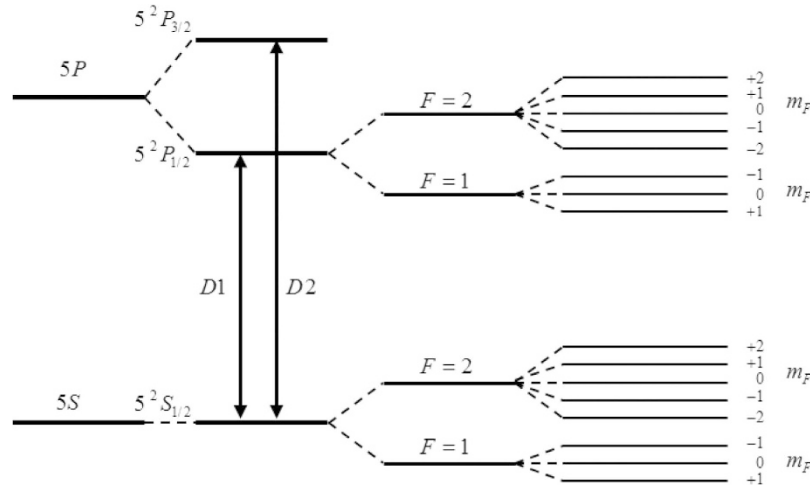 5 ²P₃/₂
5P
5 ²P₁/₂
F = 2
+2
+1
0
−1
−2
m_F
F = 1
−1
0
+1
m_F
D1
D2
5S
5 ²S₁/₂
F = 2
+2
+1
0
−1
−2
m_F
F = 1
−1
0
+1
m_F